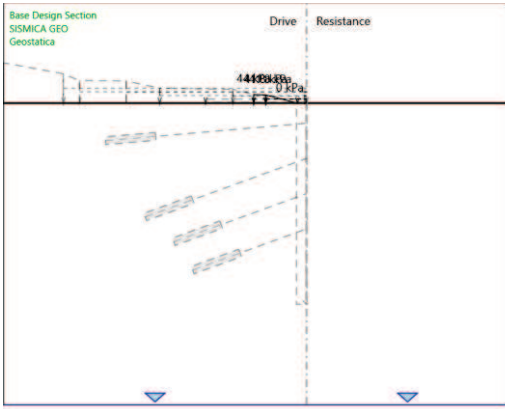 Base Design Section
Drive Resistance
SISMICA GEO
Geostatica
0 kPa